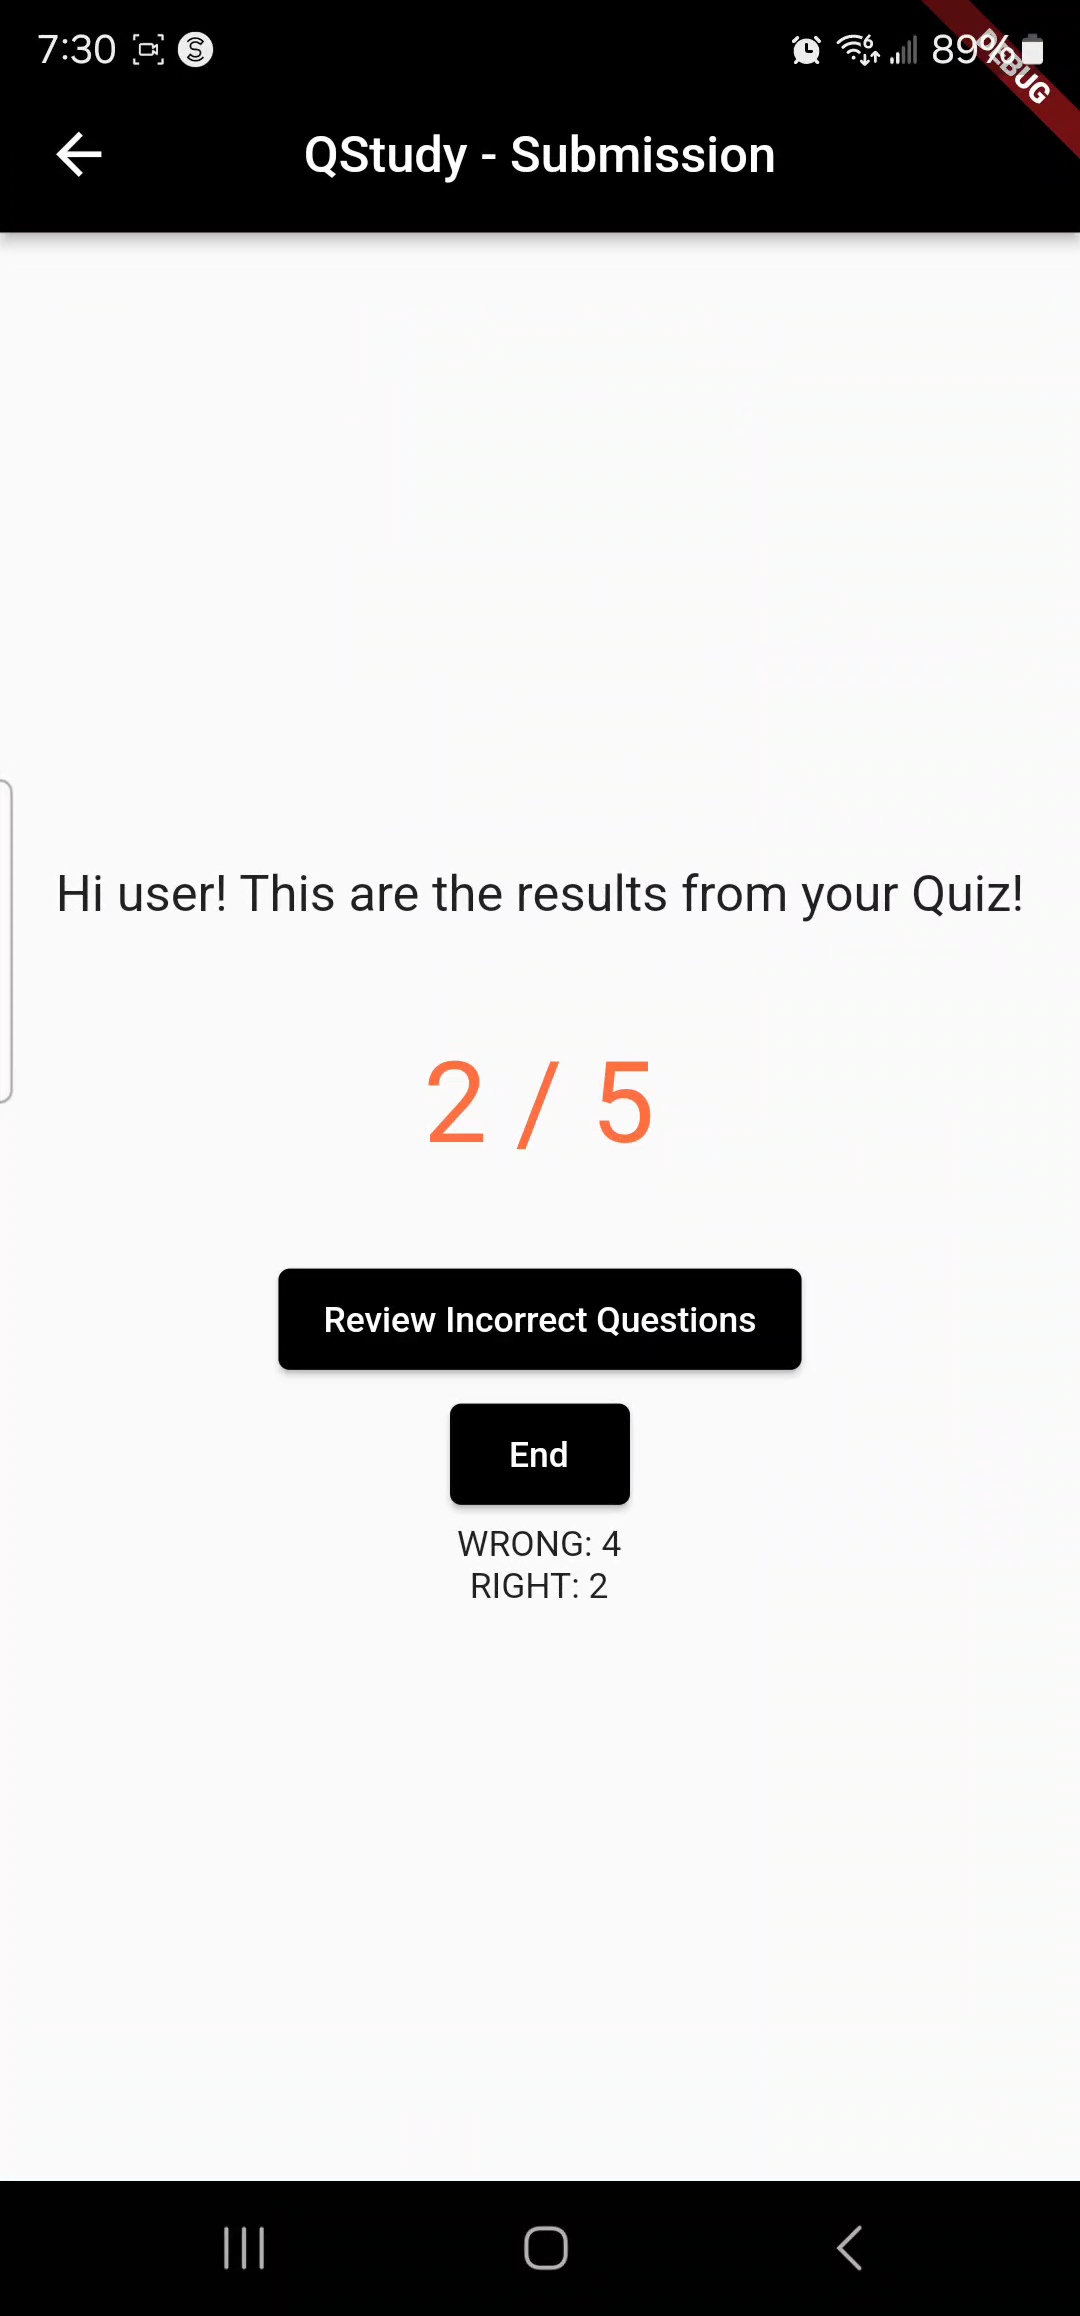 7:30
89%
DEBUG
QStudy - Submission
Hi user! This are the results from your Quiz!
2 / 5
Review Incorrect Questions
End
WRONG: 4
RIGHT: 2